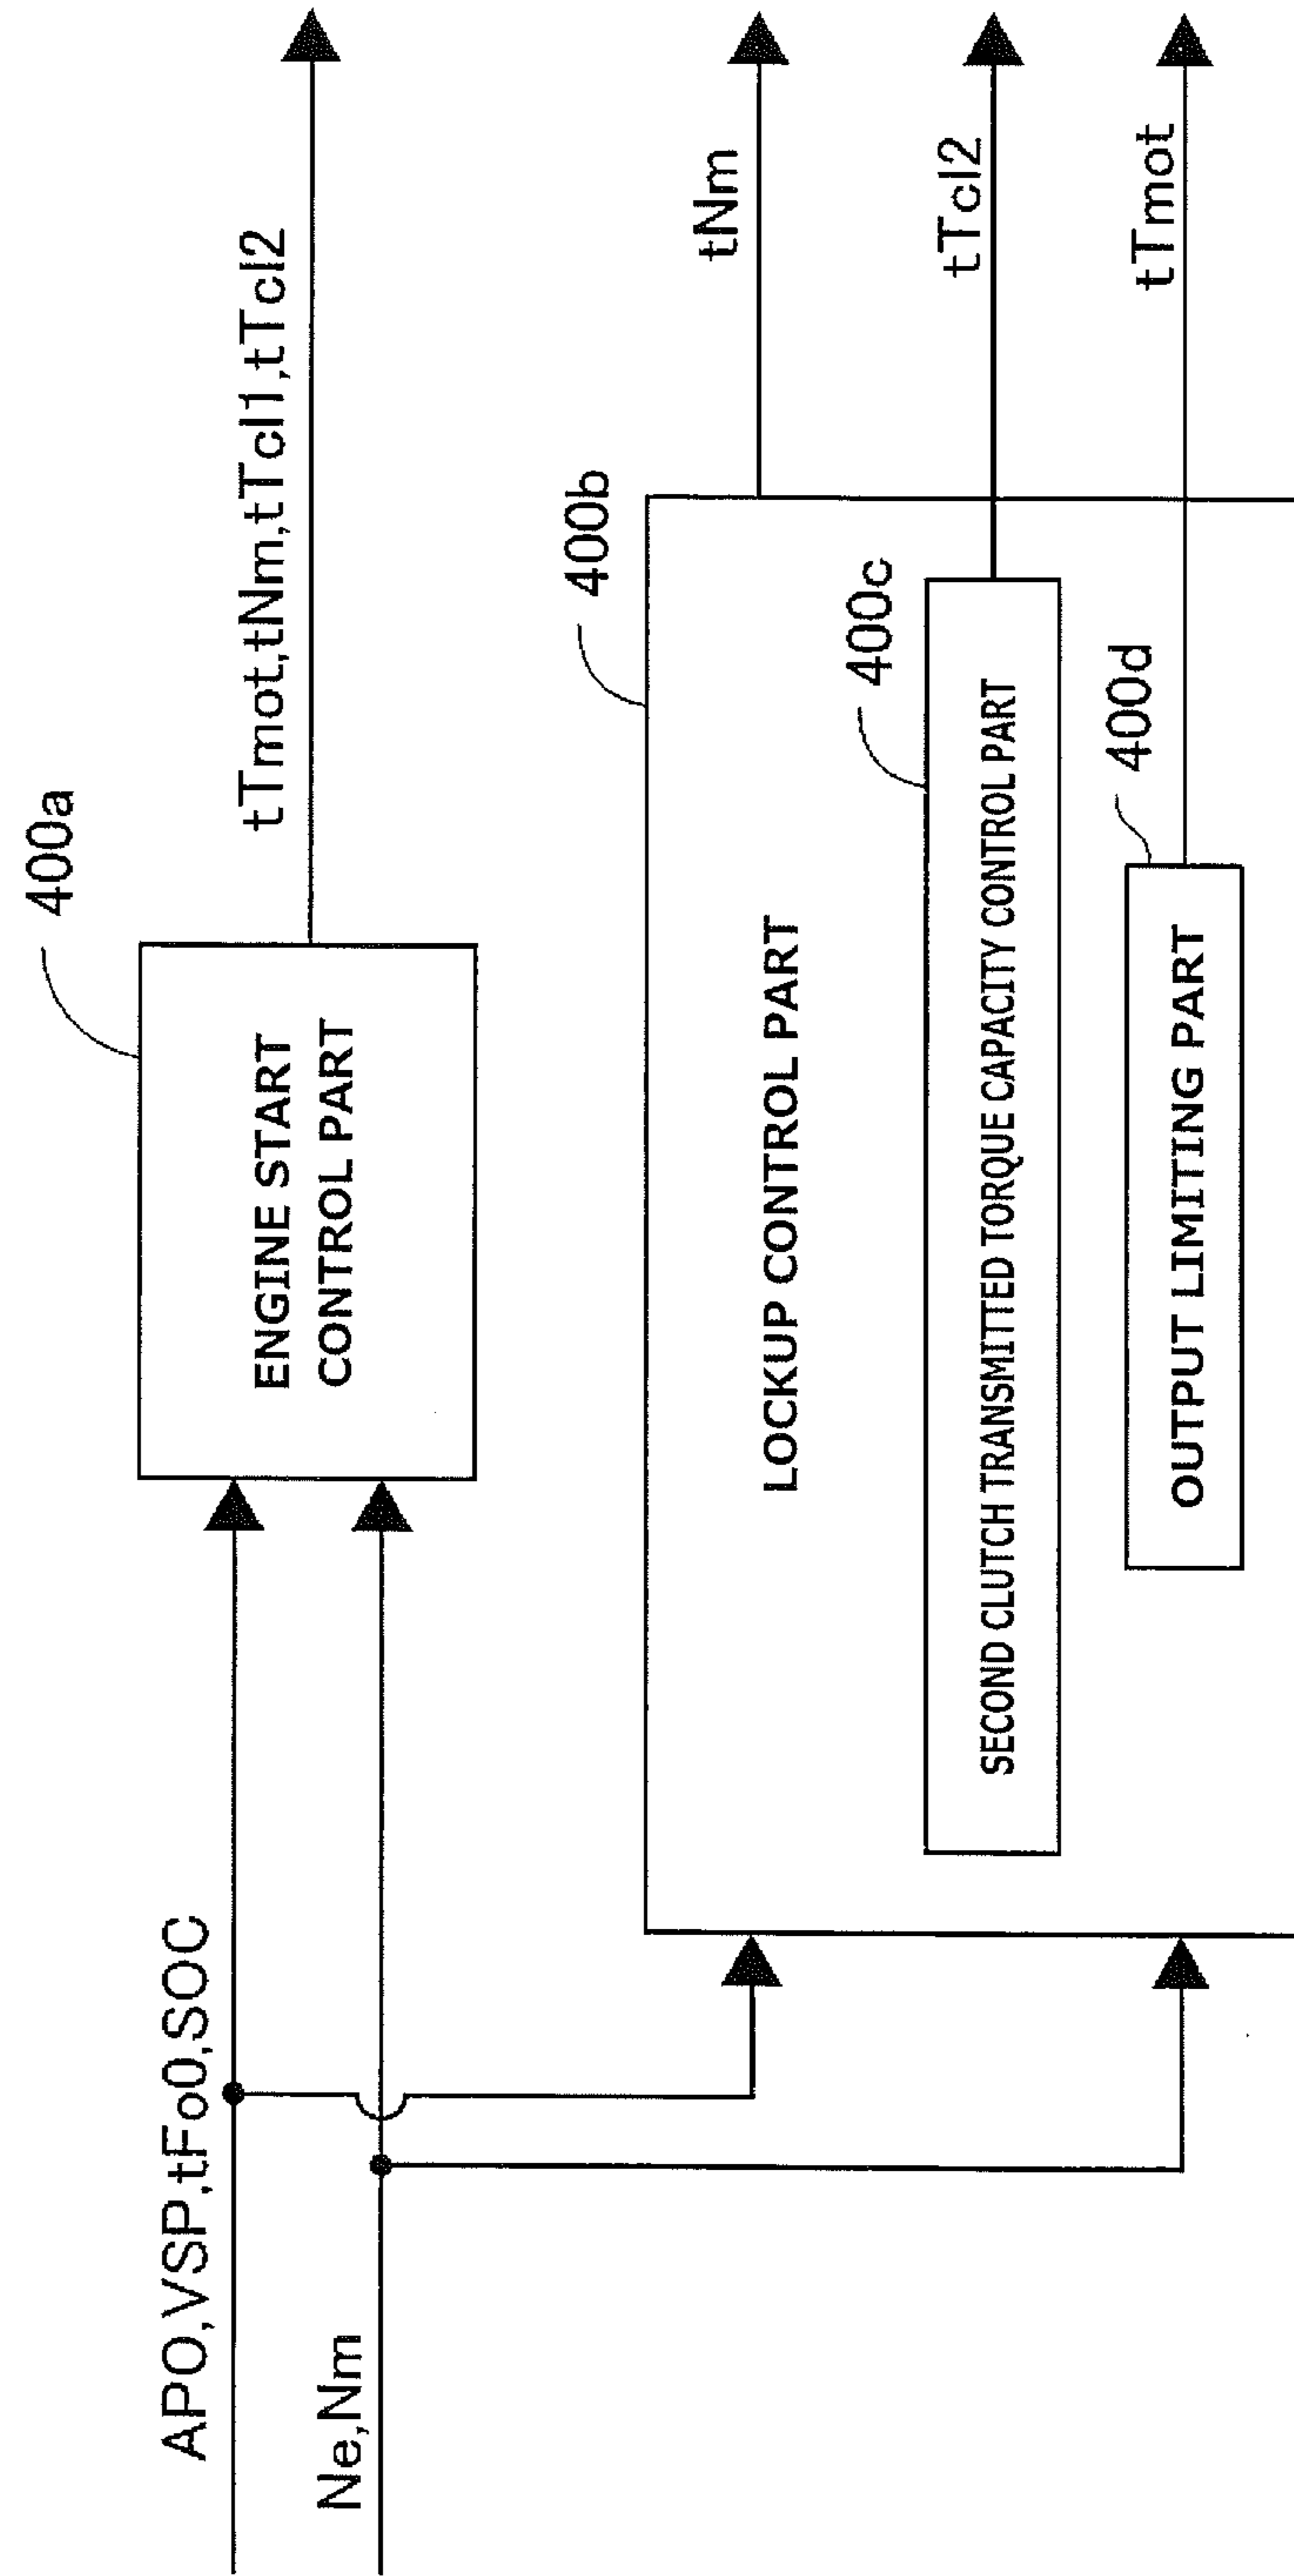 APO,VSP,tFo0,SOC
Ne,Nm
400a
ENGINE START
CONTROL PART
tTmot,tNm,tTcl1,tTcl2
400b
LOCKUP CONTROL PART
tNm
400c
SECOND CLUTCH TRANSMITTED TORQUE CAPACITY CONTROL PART
tTcl2
400d
OUTPUT LIMITING PART
tTmot